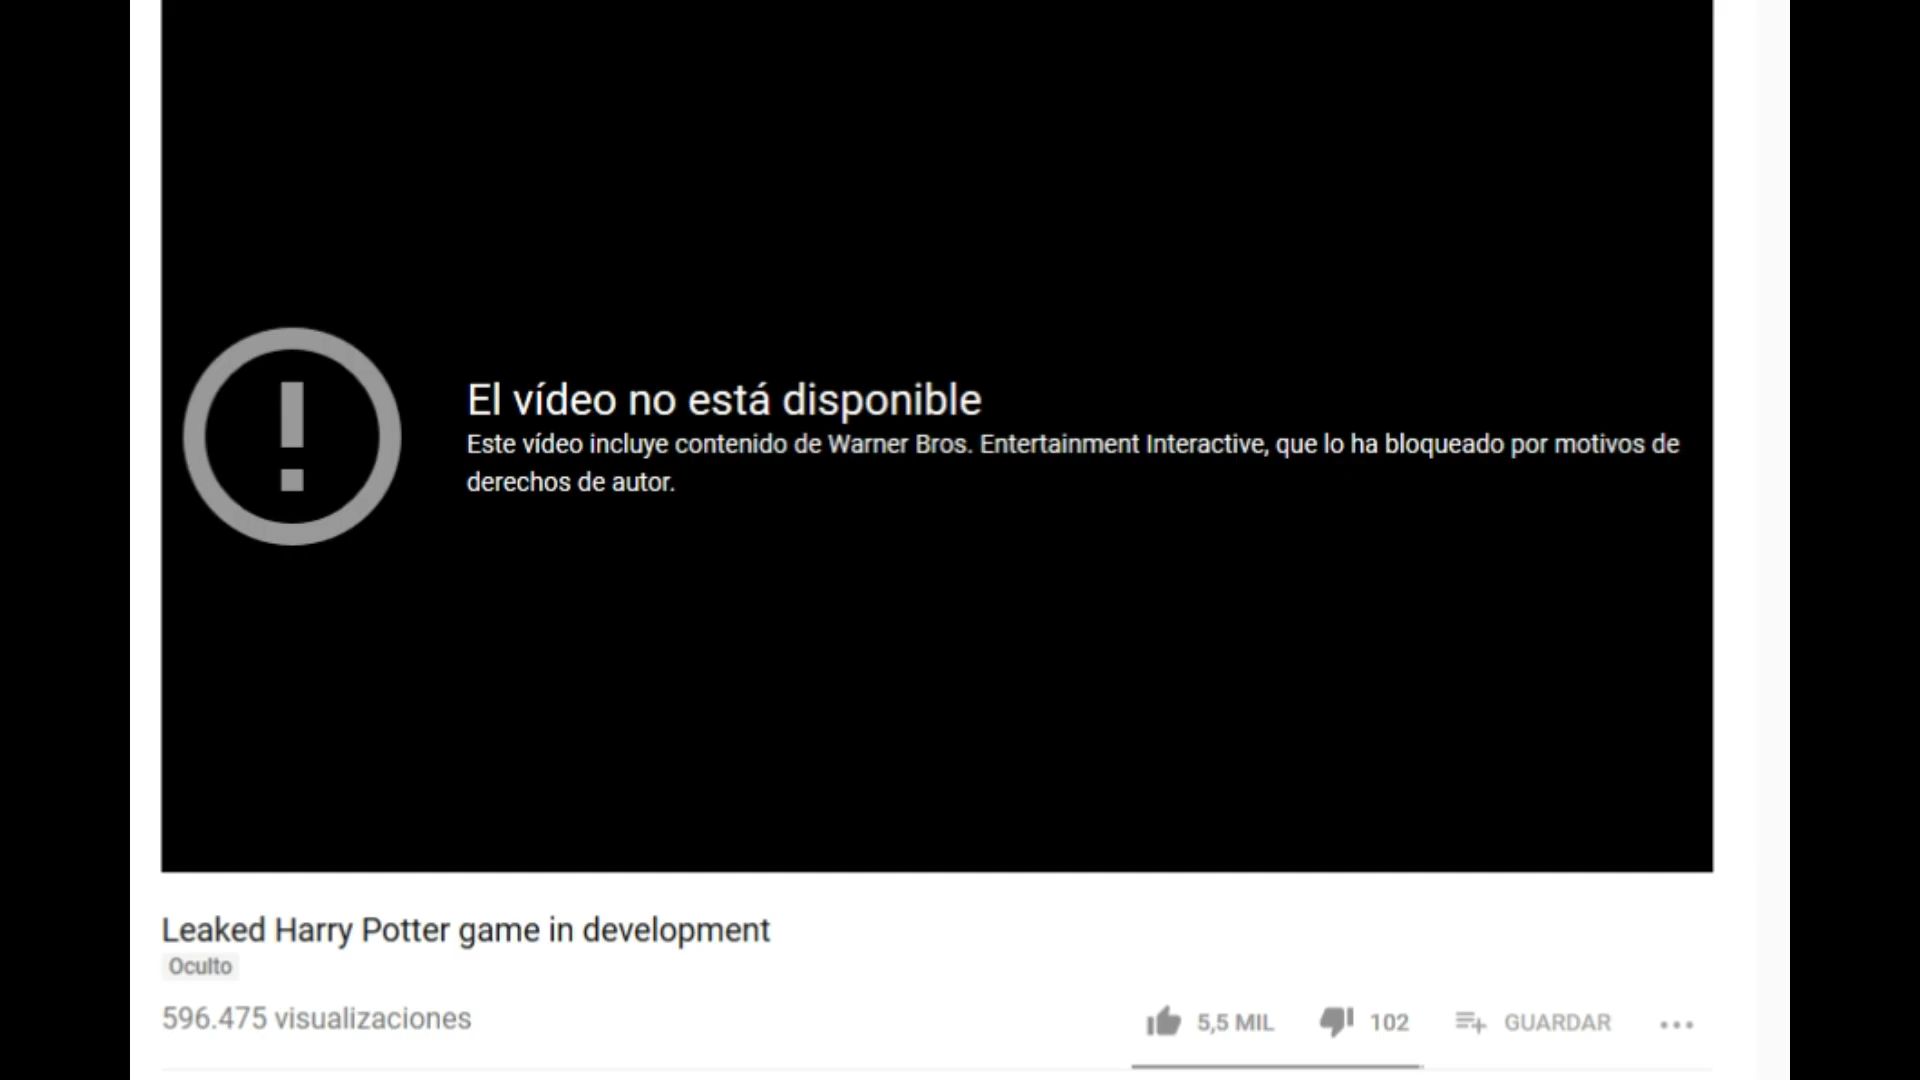 El vídeo no está disponible
Este vídeo incluye contenido de Warner Bros. Entertainment Interactive, que lo ha bloqueado por motivos de
derechos de autor.
Leaked Harry Potter game in development
Oculto
596.475 visualizaciones
5,5 MIL 102 GUARDAR